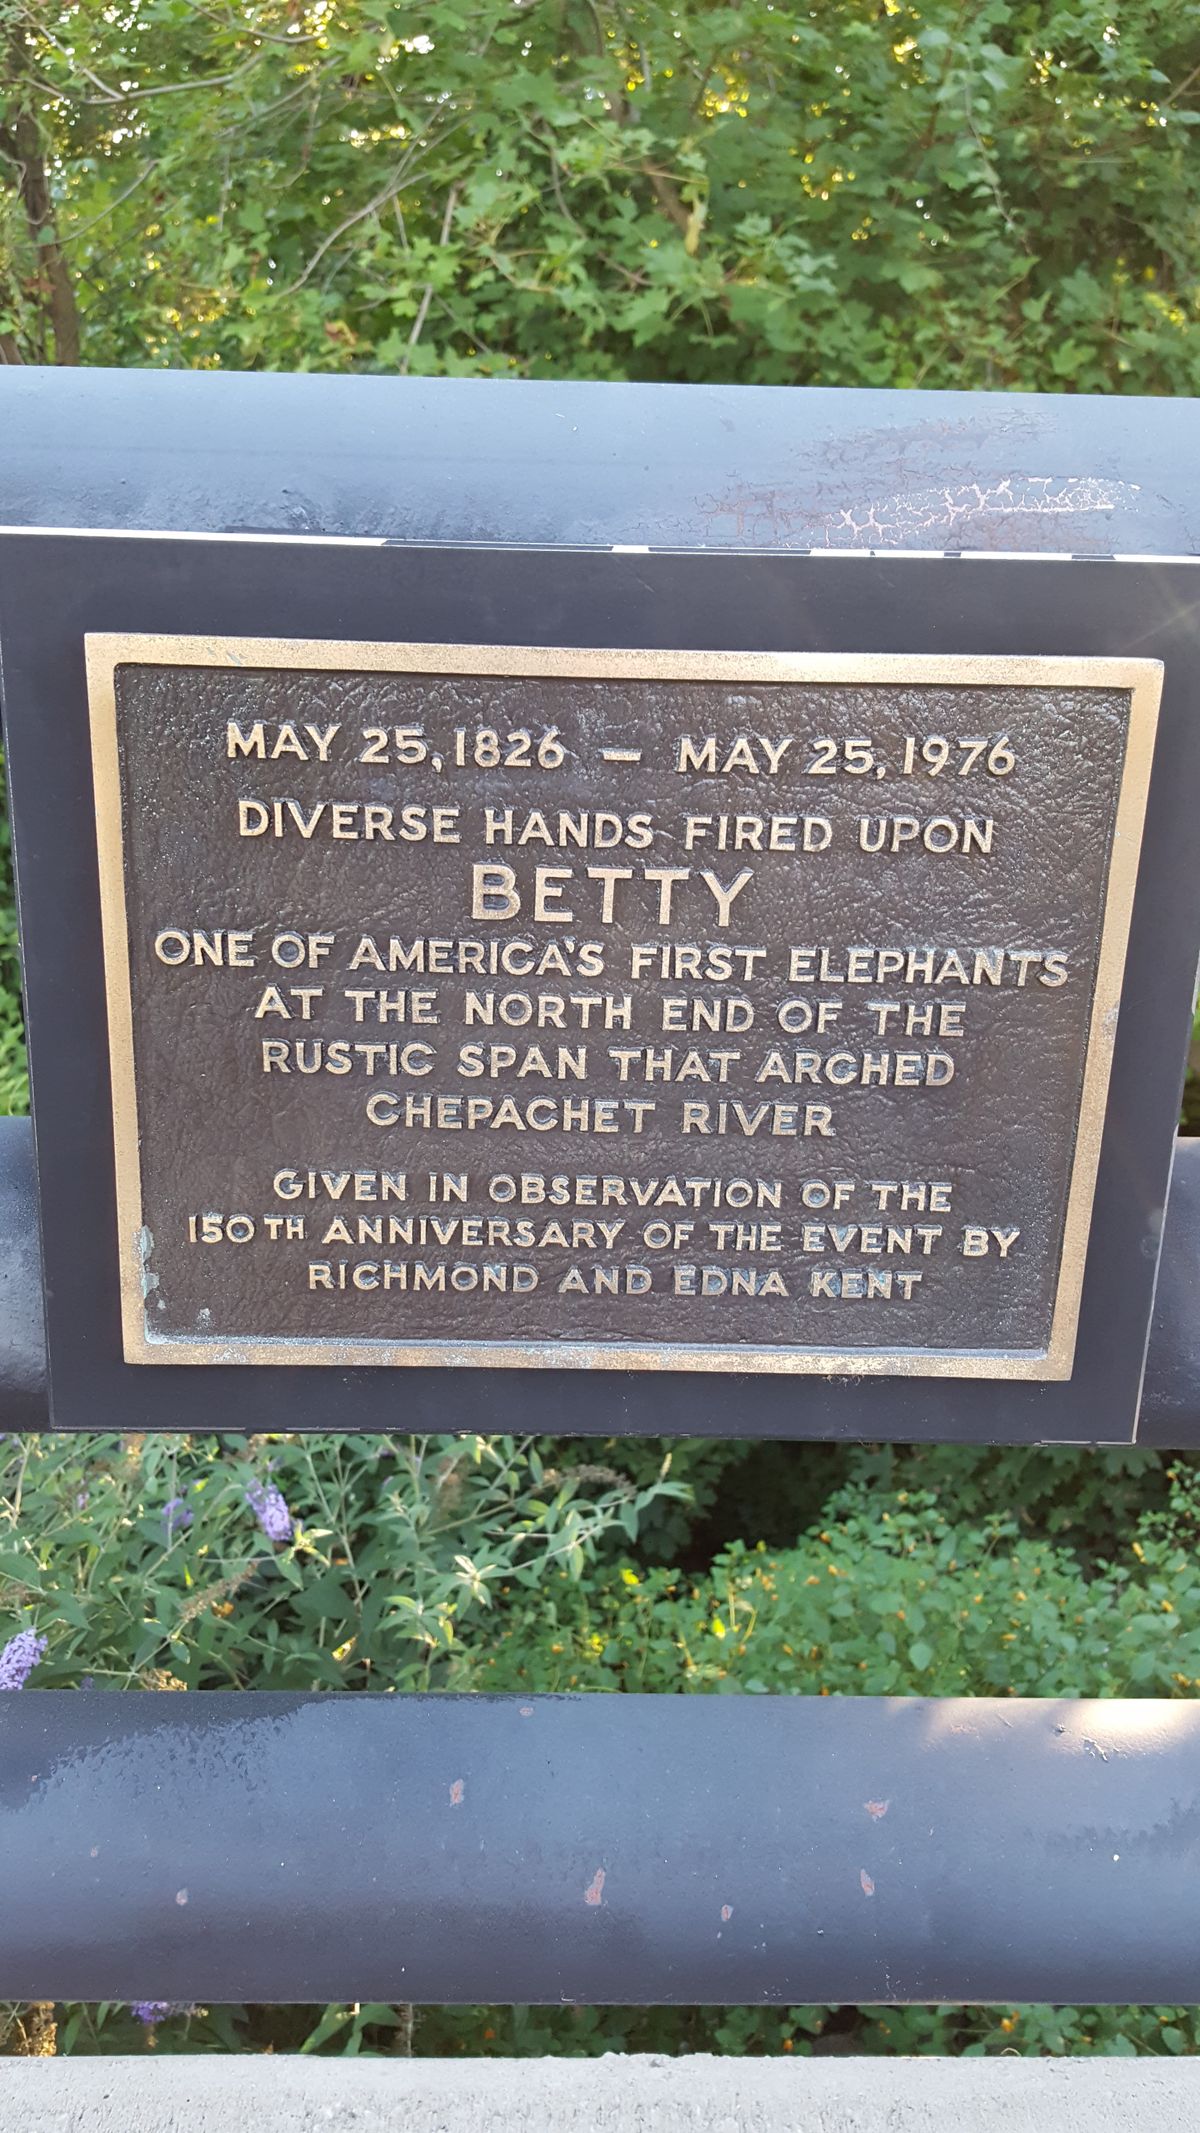 MAY 25, 1826 — MAY 25, 1976
DIVERSE HANDS FIRED UPON
BETTY
ONE OF AMERICA'S FIRST ELEPHANTS
AT THE NORTH END OF THE
RUSTIC SPAN THAT ARCHED
CHEPACHET RIVER
GIVEN IN OBSERVATION OF THE
150TH ANNIVERSARY OF THE EVENT BY
RICHMOND AND EDNA KENT